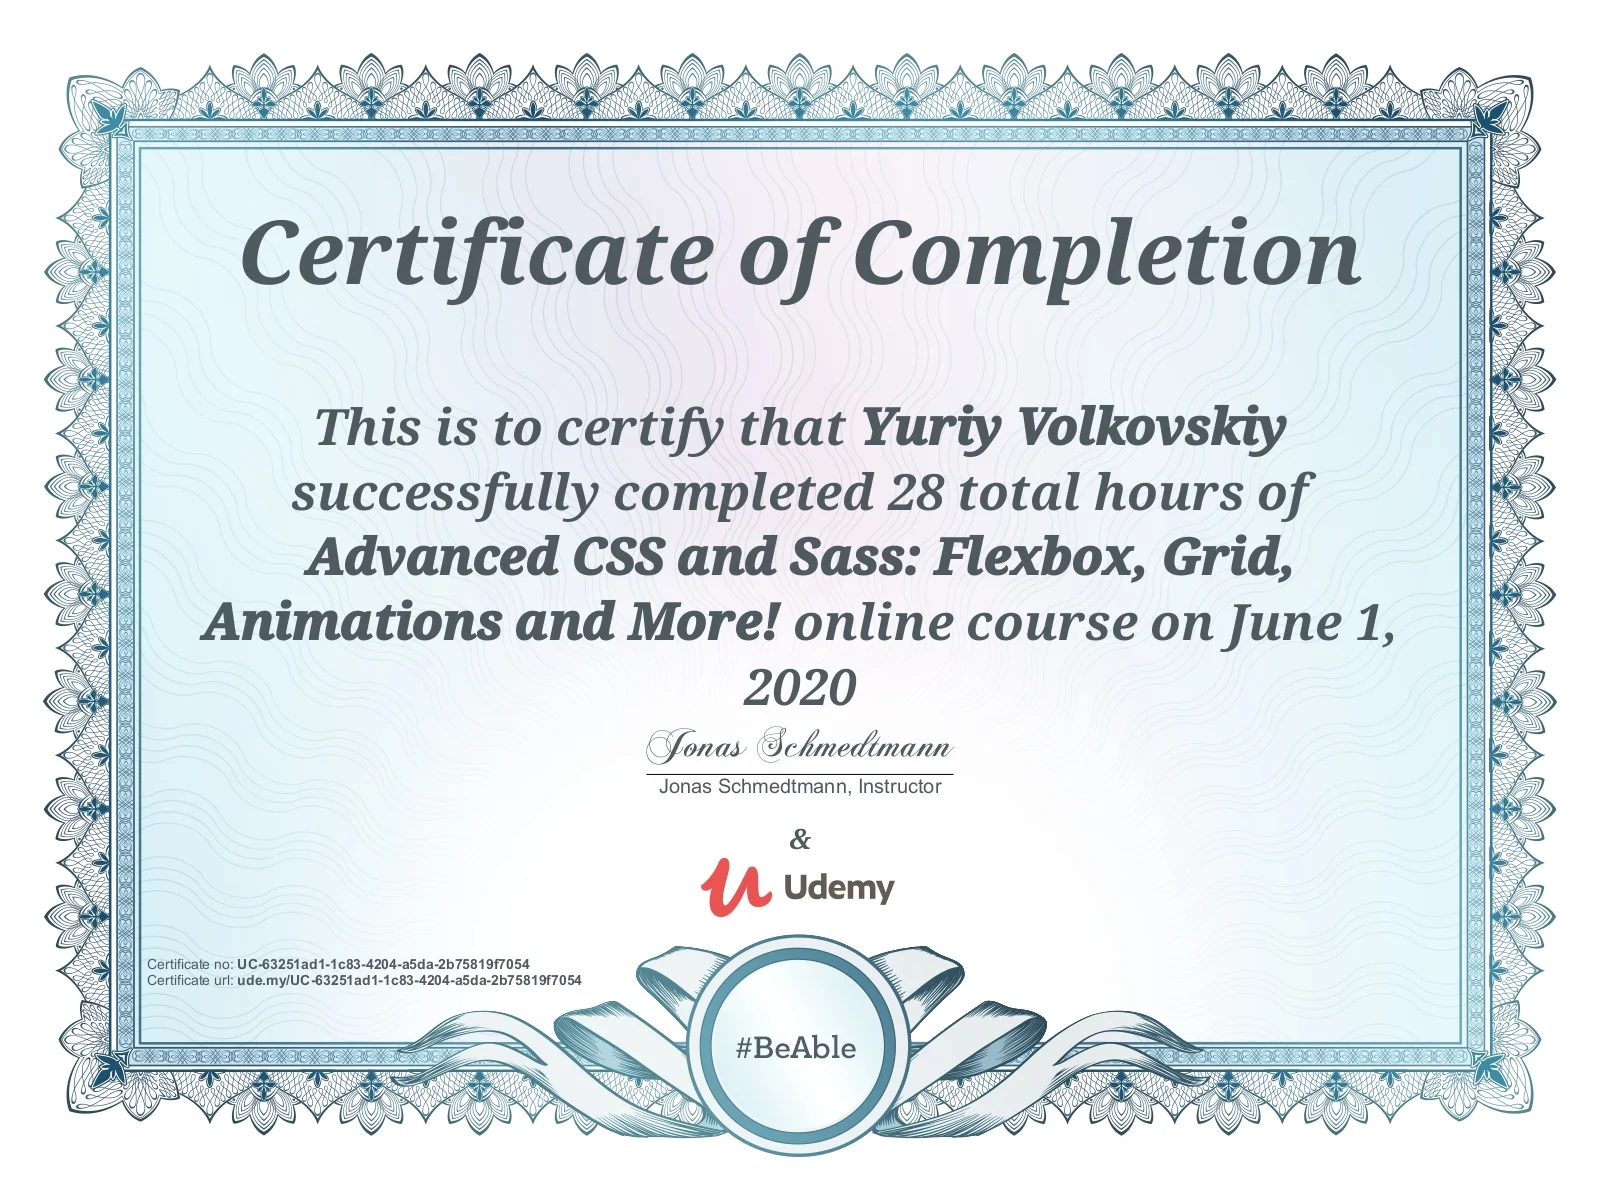 Certificate of Completion
This is to certify that Yuriy Volkovskiy
successfully completed 28 total hours of
Advanced CSS and Sass: Flexbox, Grid,
Animations and More! online course on June 1,
2020
Jonas Schmedtmann
Jonas Schmedtmann, Instructor
&
Udemy
Certificate no: UC-63251ad1-1c83-4204-a5da-2b75819f7054
Certificate url: ude.my/UC-63251ad1-1c83-4204-a5da-2b75819f7054
#BeAble